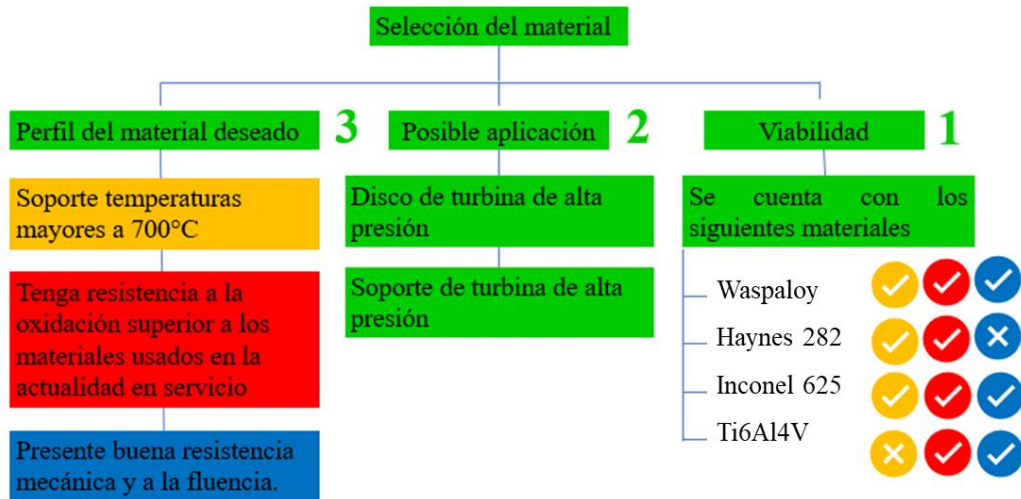 Selección del material
Perfil del material deseado
3
Posible aplicación
2
Viabilidad
1
Soporte temperaturas
mayores a 700°C
Tenga resistencia a la
oxidación superior a los
materiales usados en la
actualidad en servicio
Presente buena resistencia
mecánica y a la fluencia.
Disco de turbina de alta
presión
Soporte de turbina de alta
presión
Se cuenta con los
siguientes materiales
Waspaloy
Haynes 282
Inconel 625
Ti6Al4V